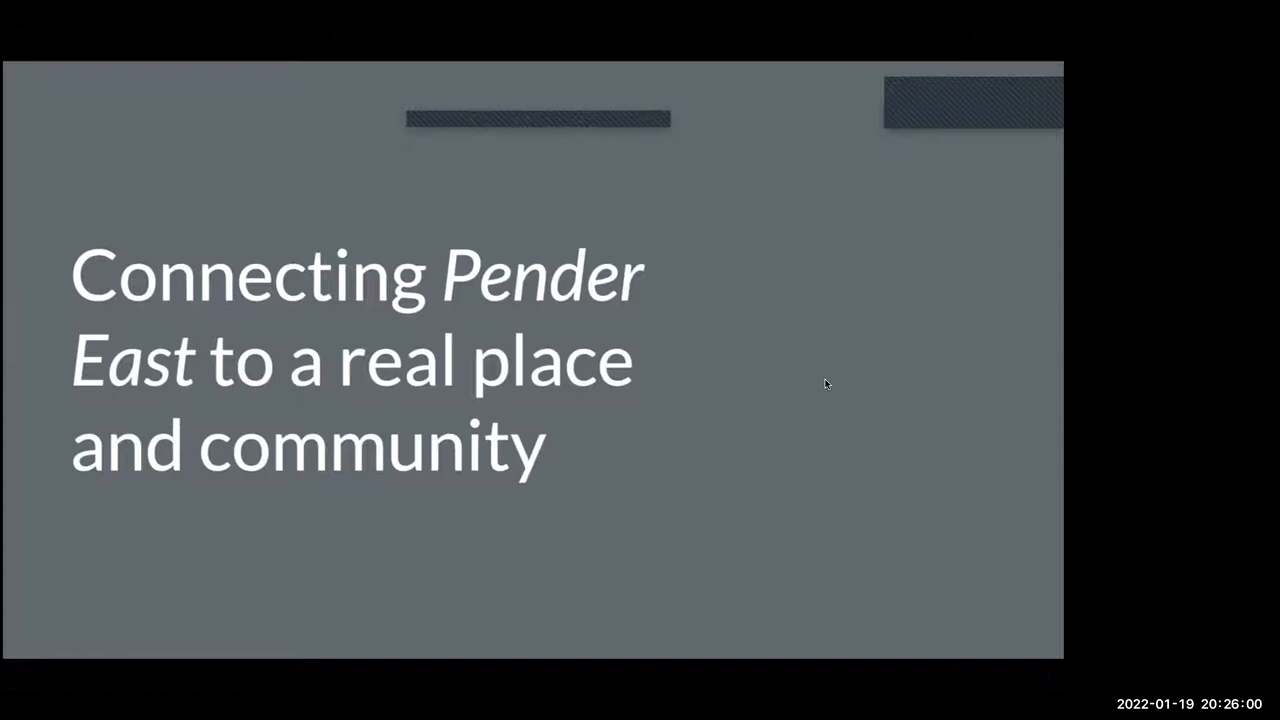 Connecting Pender
East to a real place
and community
2022-01-19 20:26:00